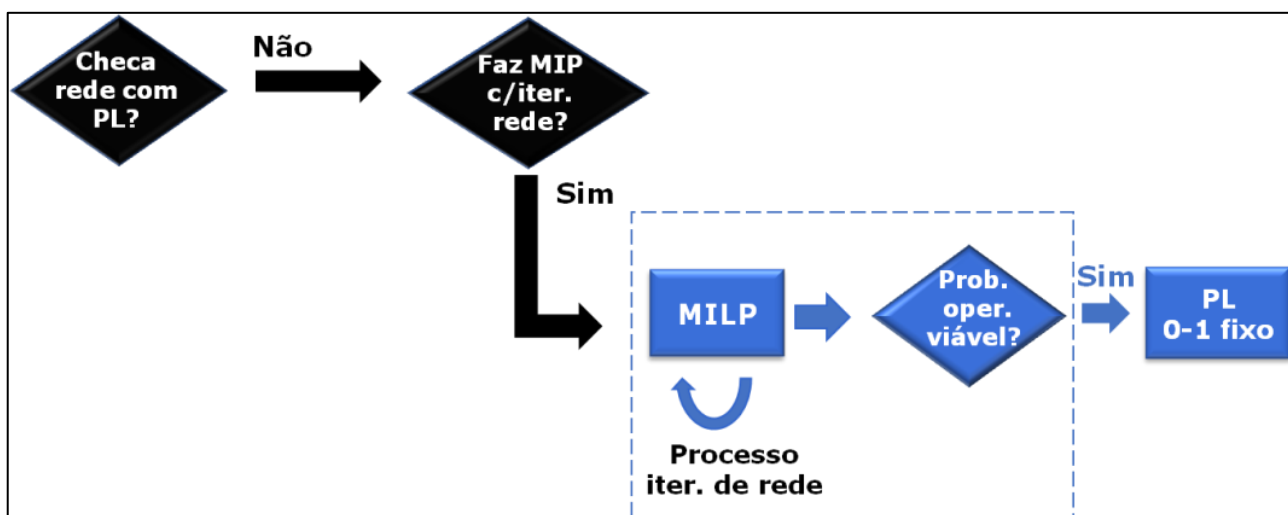 Checa
rede com
PL?
Não
Faz MIP
c/iter.
rede?
Sim
MILP
Processo
iter. de rede
Prob.
oper.
viável?
Sim
PL
0-1 fixo